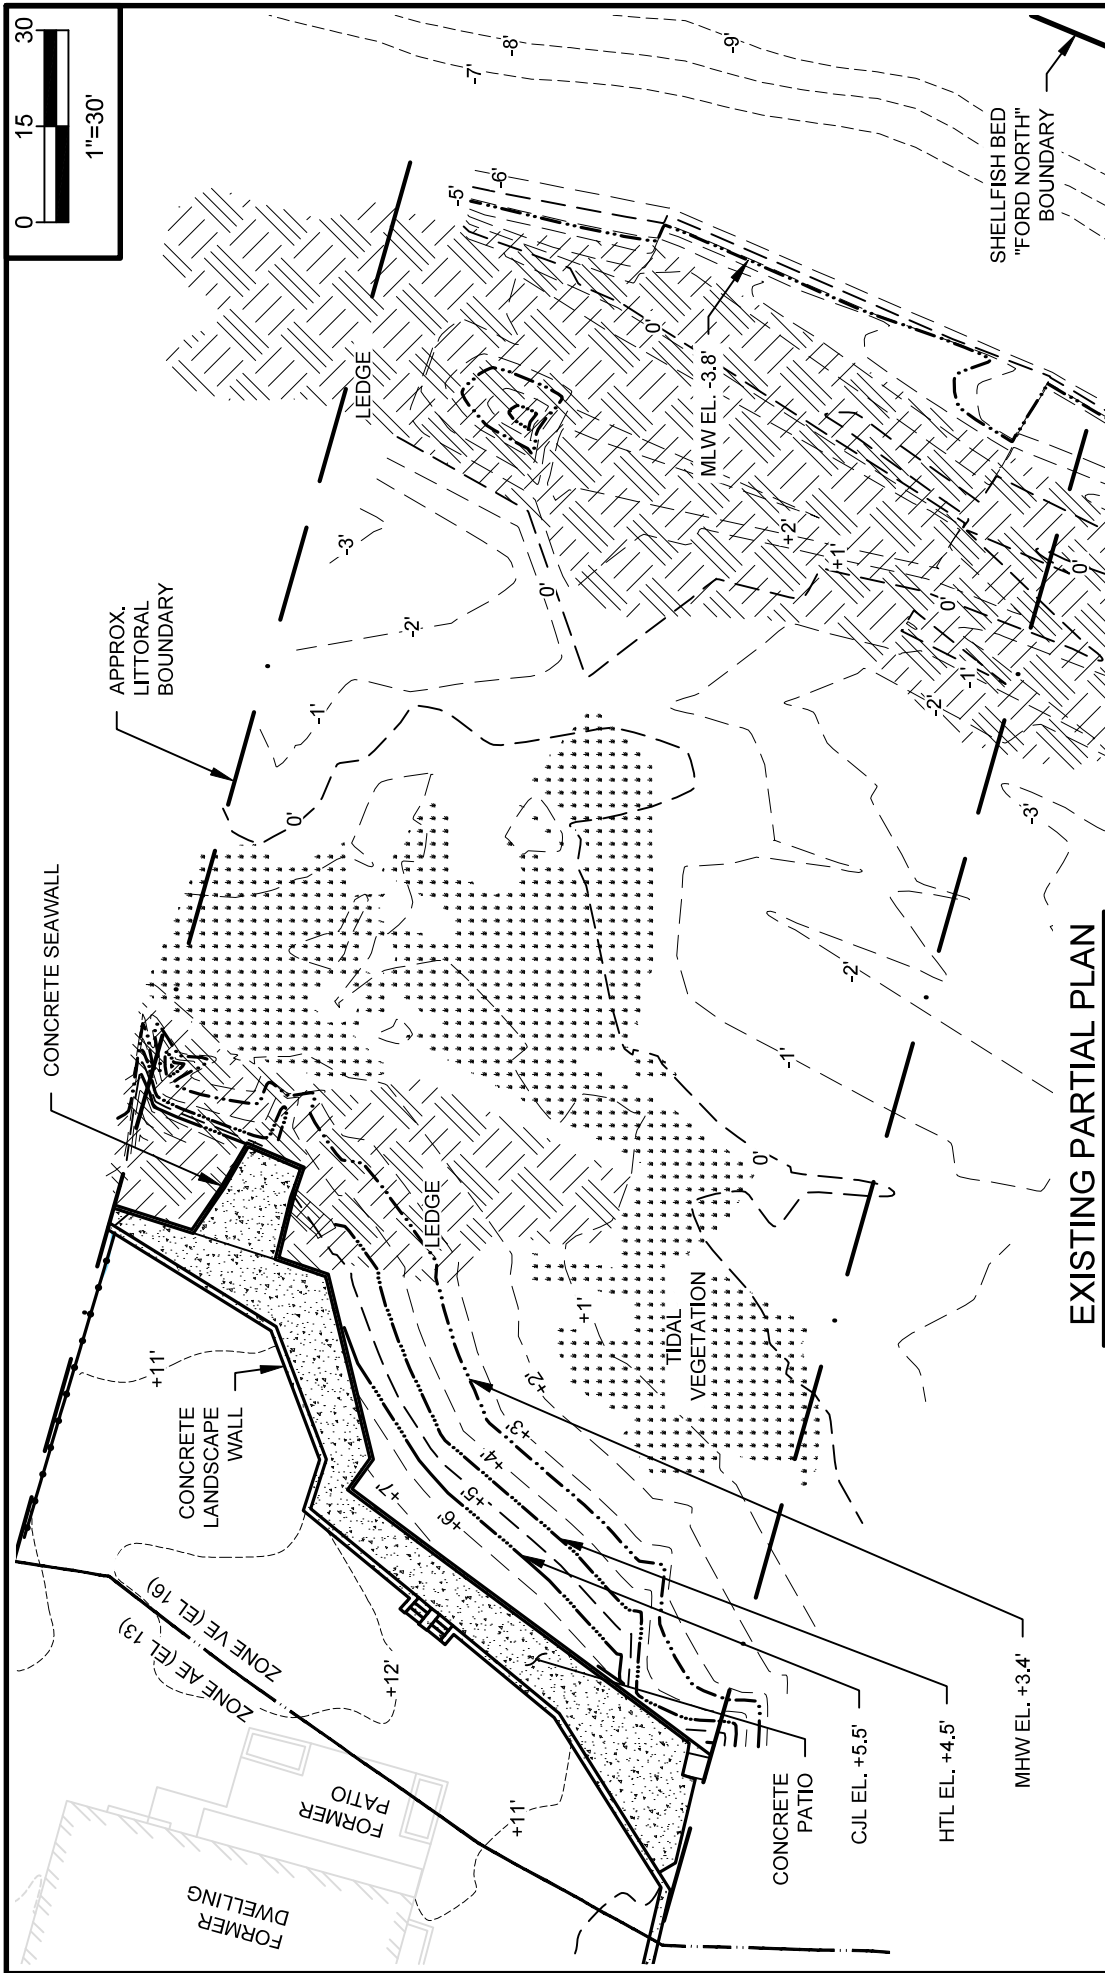 0
15
30
1"=30'
-7'
-8'
-9'
SHELLFISH BED
"FORD NORTH"
BOUNDARY
-5'
-6'
LEDGE
MLW EL. -3.8'
0'
-3'
-2'
0'
+2'
+1'
0'
0'
-1'
-2'
-3'
APPROX.
LITTORAL
BOUNDARY
-1'
0'
CONCRETE SEAWALL
-2'
-1'
0'
LEDGE
+1'
TIDAL
VEGETATION
+2'
+3'
+4'
+5'
+6'
+7'
+11'
CONCRETE
LANDSCAPE
WALL
ZONE VE (EL 16)
ZONE AE (EL 13)
+12'
+11'
FORMER
PATIO
FORMER
DWELLING
CONCRETE
PATIO
CJL EL. +5.5'
HTL EL. +4.5'
MHW EL. +3.4'
EXISTING PARTIAL PLAN